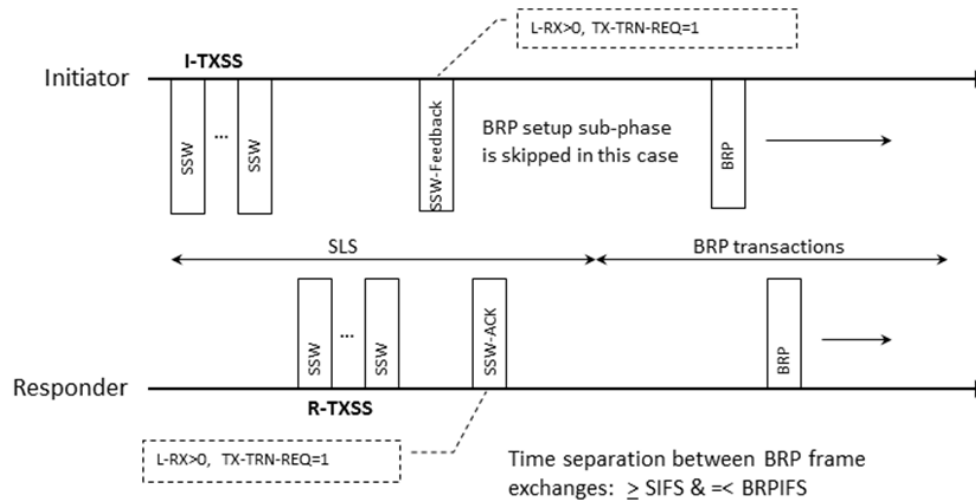 L-RX>0, TX-TRN-REQ=1
I-TXSS
Initiator
SSW
...
SSW
SSW-Feedback
BRP setup sub-phase
is skipped in this case
BRP
SLS
BRP transactions
SSW
...
SSW
SSW-ACK
BRP
Responder
R-TXSS
L-RX>0, TX-TRN-REQ=1
Time separation between BRP frame
exchanges: ≥ SIFS & =< BRPIFS